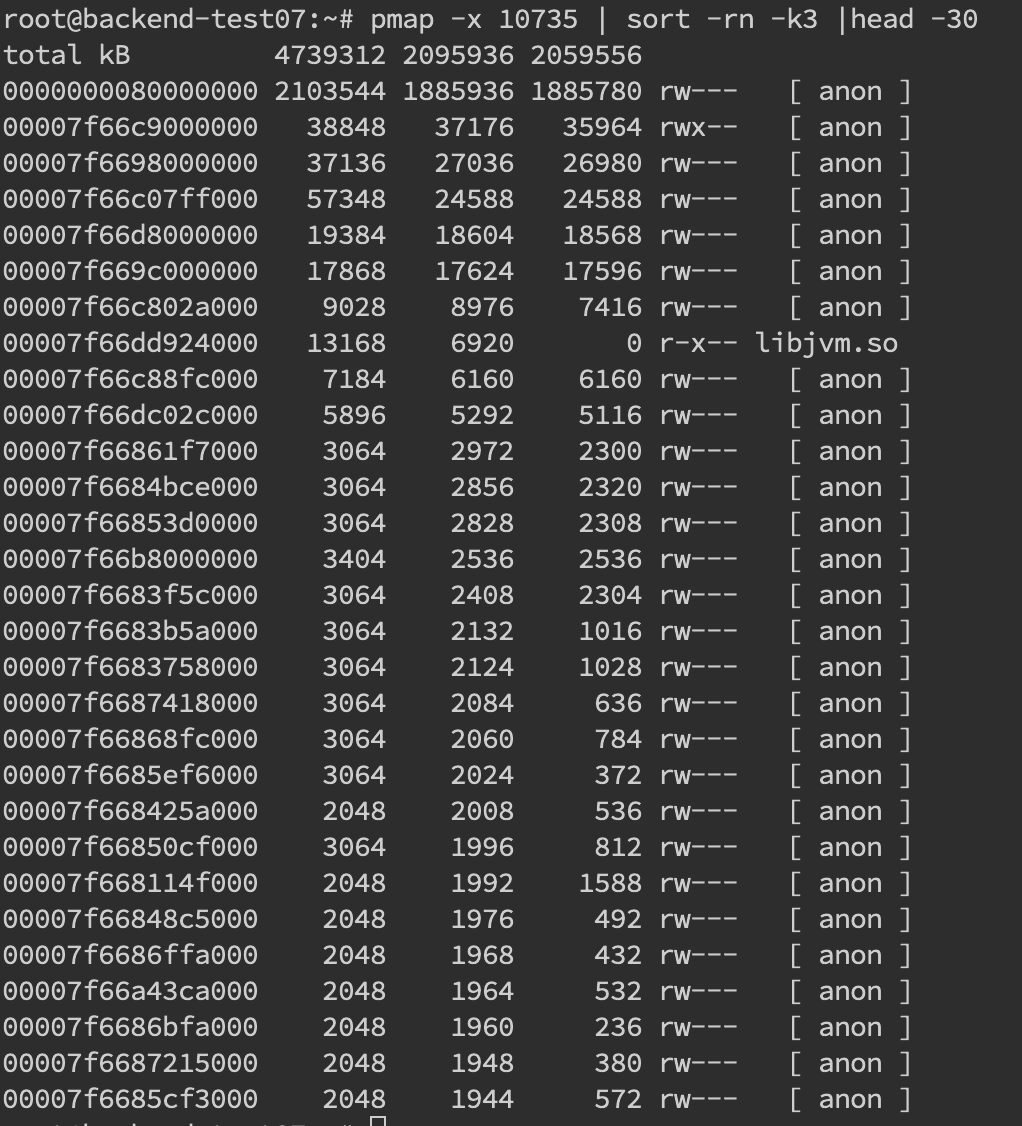 root@backend-test07:~# pmap -x 10735 | sort -rn -k3 |head -30
total kB         4739312 2095936 2059556
0000000080000000 2103544 1885936 1885780 rw---   [ anon ]
00007f66c9000000   38848   37176   35964 rwx--   [ anon ]
00007f6698000000   37136   27036   26980 rw---   [ anon ]
00007f66c07ff000   57348   24588   24588 rw---   [ anon ]
00007f66d8000000   19384   18604   18568 rw---   [ anon ]
00007f669c000000   17868   17624   17596 rw---   [ anon ]
00007f66c802a000    9028    8976    7416 rw---   [ anon ]
00007f66dd924000   13168    6920       0 r-x-- libjvm.so
00007f66c88fc000    7184    6160    6160 rw---   [ anon ]
00007f66dc02c000    5896    5292    5116 rw---   [ anon ]
00007f66861f7000    3064    2972    2300 rw---   [ anon ]
00007f6684bce000    3064    2856    2320 rw---   [ anon ]
00007f66853d0000    3064    2828    2308 rw---   [ anon ]
00007f66b8000000    3404    2536    2536 rw---   [ anon ]
00007f6683f5c000    3064    2408    2304 rw---   [ anon ]
00007f6683b5a000    3064    2132    1016 rw---   [ anon ]
00007f6683758000    3064    2124    1028 rw---   [ anon ]
00007f6687418000    3064    2084     636 rw---   [ anon ]
00007f66868fc000    3064    2060     784 rw---   [ anon ]
00007f6685ef6000    3064    2024     372 rw---   [ anon ]
00007f668425a000    2048    2008     536 rw---   [ anon ]
00007f66850cf000    3064    1996     812 rw---   [ anon ]
00007f668114f000    2048    1992    1588 rw---   [ anon ]
00007f66848c5000    2048    1976     492 rw---   [ anon ]
00007f6686ffa000    2048    1968     432 rw---   [ anon ]
00007f66a43ca000    2048    1964     532 rw---   [ anon ]
00007f6686bfa000    2048    1960     236 rw---   [ anon ]
00007f6687215000    2048    1948     380 rw---   [ anon ]
00007f6685cf3000    2048    1944     572 rw---   [ anon ]